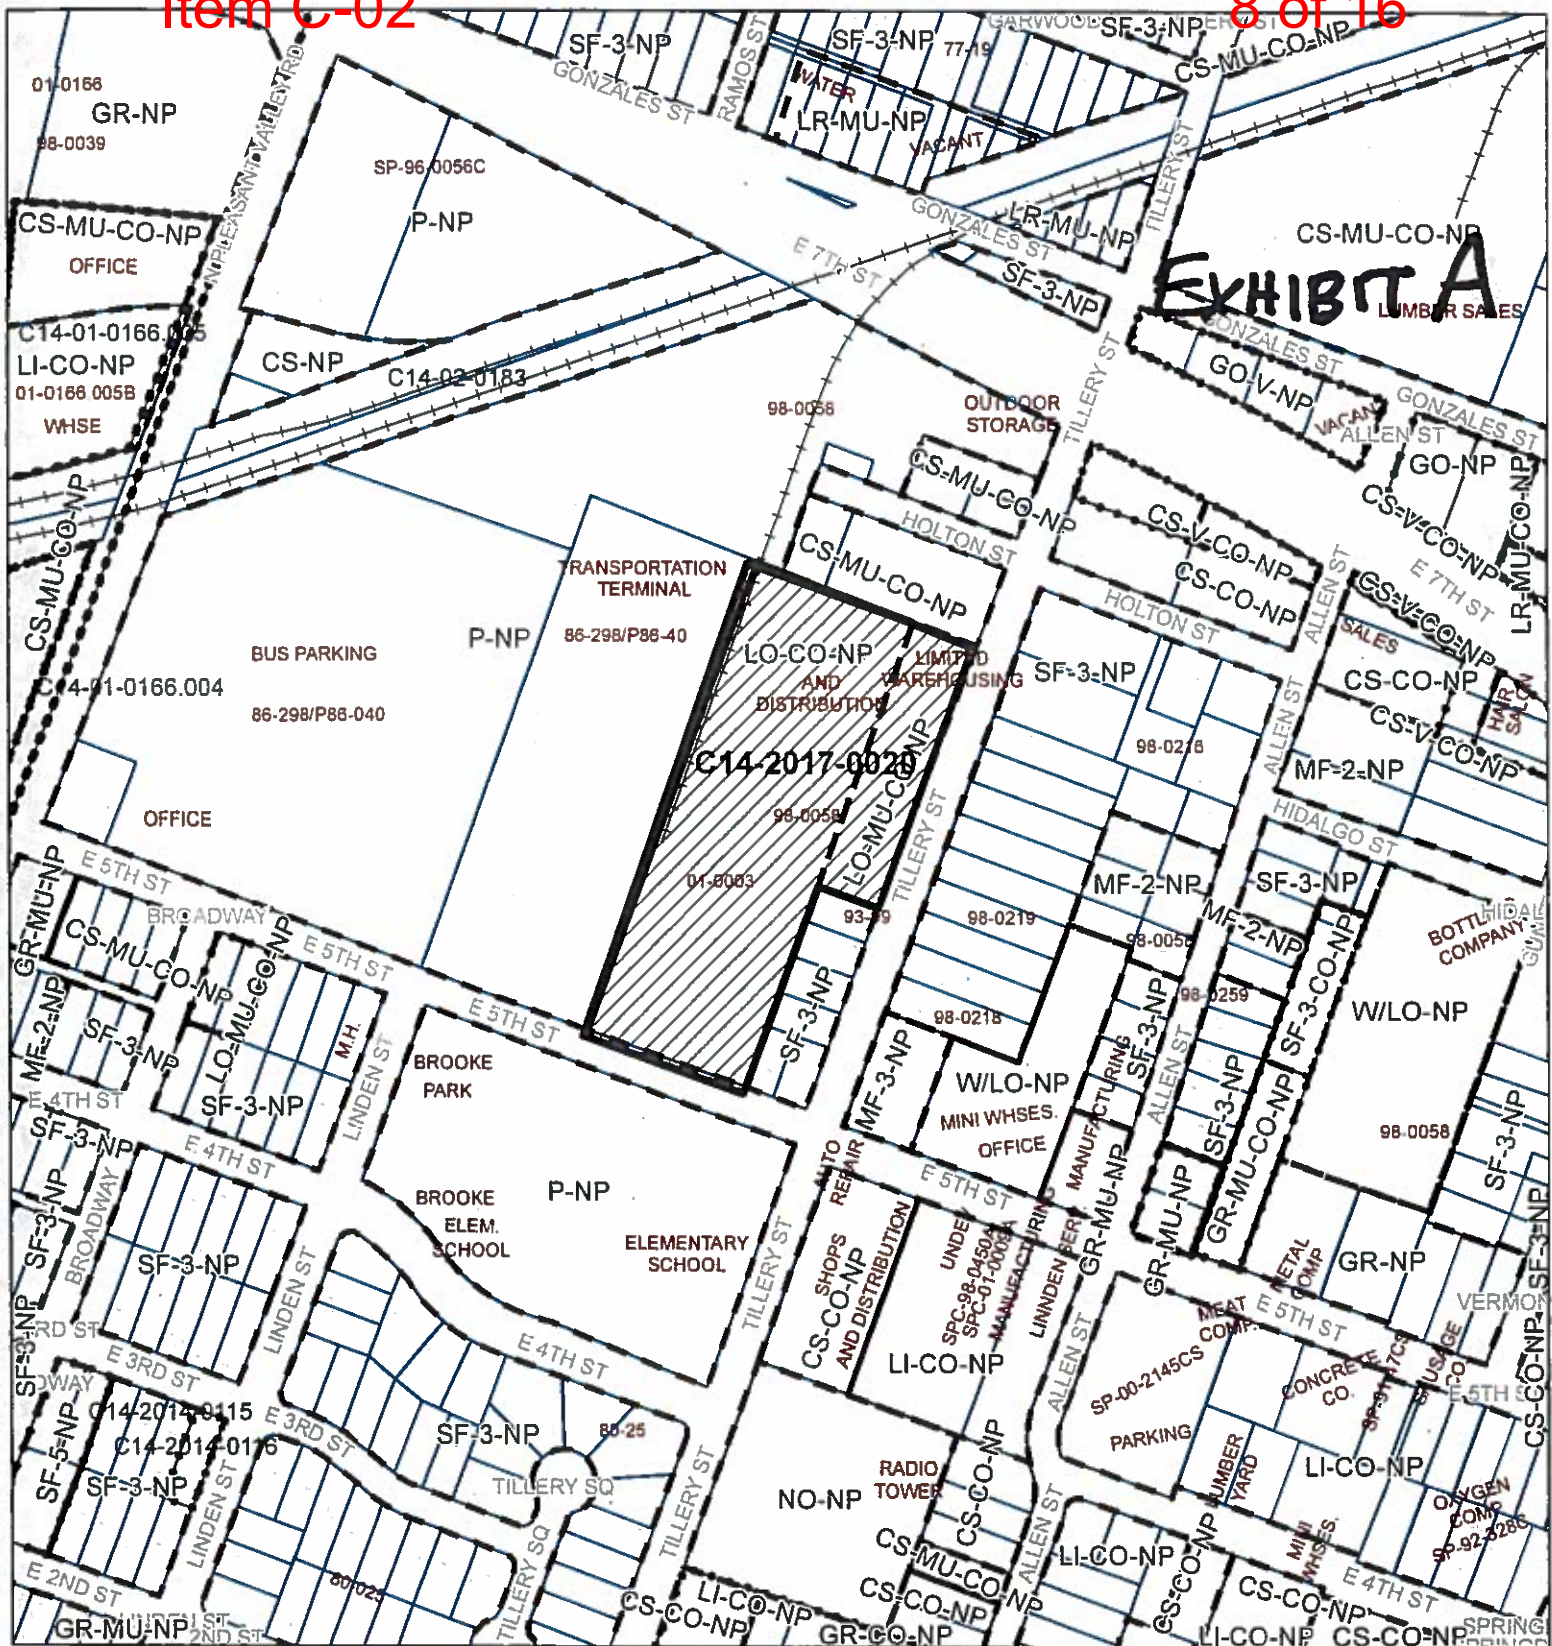 Item C-02
8 of 16
SF-3-NP
RAMOS ST
SF-3-NP
77-19
SF-3-NP
CS-MU-CO-NP
GONZALES ST
WATER
LR-MU-NP
VACANT
01-0166
GR-NP
98-0039
N PLEASANT VALLEY RD
SP-96-0056C
P-NP
TILLERY ST
CS-MU-CO-NP
OFFICE
GONZALES ST
LR-MU-NP
E 7TH ST
SF-3-NP
CS-MU-CO-NP
EXHIBIT A
LUMBER SALES
C14-01-0166.005
LI-CO-NP
01-0166 005B
WHSE
CS-NP
C14-02-0183
GONZALES ST
GO-V-NP
GONZALES ST
ALLEN ST
GO-NP
LR-MU-CO-NP
98-0058
OUTDOOR
STORAGE
TILLERY ST
CS-MU-CO-NP
CS-V-CO-NP
E 7TH ST
CS-MU-CO-NP
HOLTON ST
CS-MU-CO-NP
CS-V-CO-NP
CS-CO-NP
HOLTON ST
ALLEN ST
CS-V-CO-NP
SALES
CS-CO-NP
HAIR
SALON
CS-V-CO-NP
TRANSPORTATION
TERMINAL
86-298/P86-40
P-NP
BUS PARKING
C14-01-0166.004
86-298/P86-040
OFFICE
LO-CO-NP
LIMITED
WAREHOUSING
AND
DISTRIBUTION
C14-2017-0020
98-0058
01-0003
LO-MU-CO-NP
TILLERY ST
SF-3-NP
98-0216
ALLEN ST
MF-2-NP
HIDALGO ST
MF-2-NP
SF-3-NP
MF-2-NP
BOTTLING
COMPANY
E 5TH ST
BROADWAY
GR-MU-NP
CS-MU-CO-NP
E 5TH ST
LO-MU-CO-NP
93-39
98-0219
98-0259
SF-3-CO-NP
W/LO-NP
MF-2-NP
SF-3-NP
SF-3-NP
M.H.
LINDEN ST
E 5TH ST
SF-3-NP
98-0218
MF-3-NP
W/LO-NP
MINI WHSES.
OFFICE
MANUFACTURING
SF-3-NP
ALLEN ST
SF-3-NP
GR-MU-CO-NP
98-0058
SF-3-NP
E 4TH ST
BROOKE
PARK
SF-3-NP
E 4TH ST
SF-3-NP
BROADWAY
BROOKE
ELEM.
SCHOOL
P-NP
ELEMENTARY
SCHOOL
AUTO
REPAIR
E 5TH ST
GR-MU-NP
GR-MU-NP
TILLERY ST
SHOPS
CS-CO-NP
AND DISTRIBUTION
SPC-98-0450A
SPC-01-0009A
MANUFACTURING
LI-CO-NP
METAL
COMP
GR-NP
VERMON
SF-3-NP
LINDEN ST
SF-3-NP
RD ST
E 3RD ST
E 4TH ST
ALLEN ST
MEAT
COMP.
E 5TH ST
SP-00-2145CS
CONCRETE
CO.
SAUSAGE
CO.
CS-CO-NP
SF-3-NP
PARKING
C14-2014-0115
C14-2014-0116
SF-5-NP
SF-3-NP
E 3RD ST
SF-3-NP
80-25
TILLERY SQ
TILLERY ST
NO-NP
RADIO
TOWER
CS-CO-NP
LUMBER
YARD
LI-CO-NP
OXYGEN
COMP
SP-92-328C
LINDEN ST
E 2ND ST
80-025
TILLERY SQ
CS-MU-CO-NP
ALLEN ST
LI-CO-NP
CS-CO-NP
MINI
WHSES.
E 4TH ST
CS-CO-NP
GR-MU-NP
2ND ST
CS-CO-NP
LI-CO-NP
CS-CO-NP
GR-CO-NP
LI-CO-NP
CS-CO-NP
SPRING